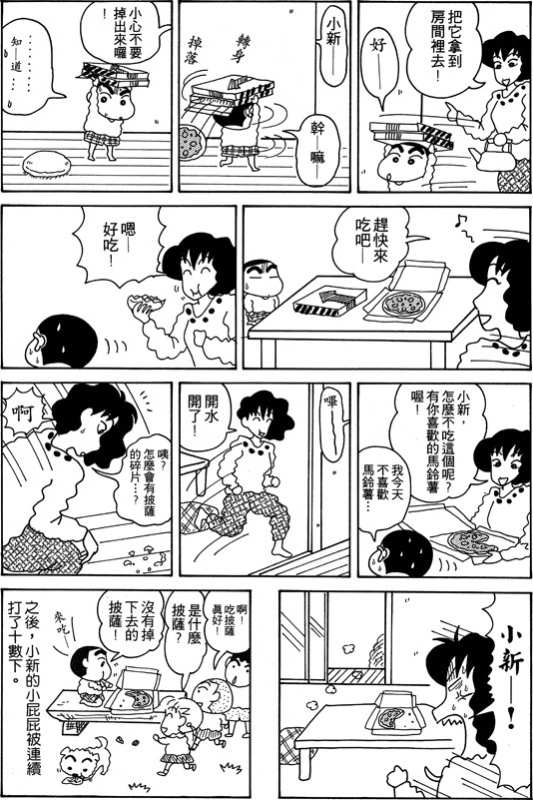 把它拿到
房間裡去！
好──
小新──
幹─嘛─
轉身
掉落
小心不要
掉出來囉
！
………
知─道─…
趕快來
吃吧─
嗯─
好吃！
小新，
怎麼不吃這個呢？
有你喜歡的馬鈴薯
喔！
我今天
不喜歡
馬鈴薯…
嗶─…
開水
開了！
咦？
怎麼會有披薩
的碎片…？
啊
小新──！
啊！
吃披薩
真好！
是什麼
披薩？
沒有掉
下去的
披薩！
來吃
之後，小新的小屁屁被連續
打了十數下。